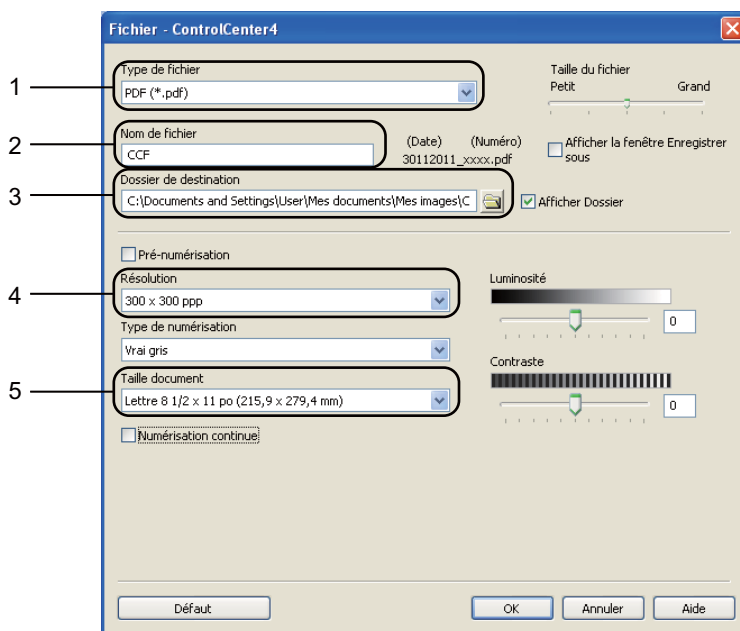 Fichier - ControlCenter4
1
Type de fichier
PDF (*.pdf)
Taille du fichier
Petit Grand
2
Nom de fichier
CCF
(Date) (Numéro)
30112011_xxxx.pdf
Afficher la fenêtre Enregistrer
sous
3
Dossier de destination
C:\Documents and Settings\User\Mes documents\Mes images\C
Afficher Dossier
Pré-numérisation
4
Résolution
300 x 300 ppp
Luminosité
0
Type de numérisation
Vrai gris
Contraste
0
5
Taille document
Lettre 8 1/2 x 11 po (215,9 x 279,4 mm)
Numérisation continue
Défaut OK Annuler Aide